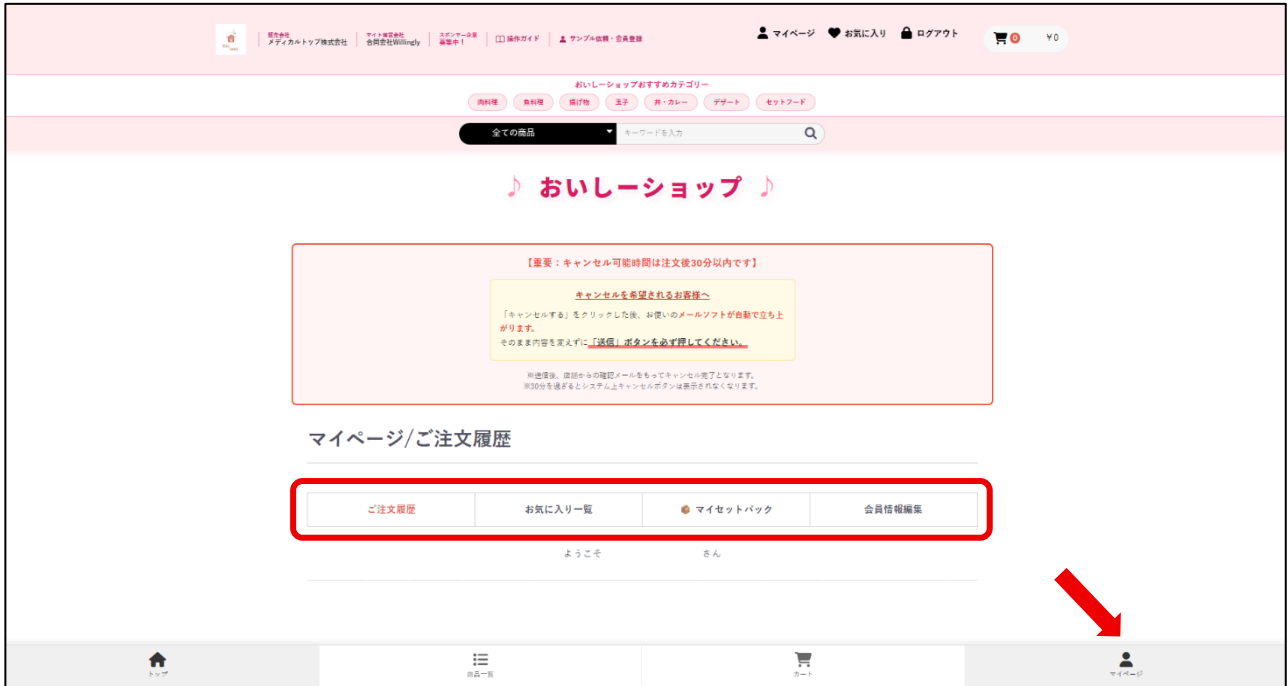 販売会社
メディカルトップ株式会社
サイト運営会社
合同会社Willingly
スポンサー企業
募集中!
操作ガイド
サンプル依頼・会員登録
マイページ
お気に入り
ログアウト
0
¥0
おいしーショップおすすめカテゴリー
肉料理
魚料理
揚げ物
玉子
丼・カレー
デザート
セットフード
全ての商品
キーワードを入力
♪ おいしーショップ ♪
【重要:キャンセル可能時間は注文後30分以内です】
キャンセルを希望されるお客様へ
「キャンセルする」をクリックした後、お使いのメールソフトが自動で立ち上
がります。
そのまま内容を変えずに「送信」ボタンを必ず押してください。
※送信後、店舗からの確認メールをもってキャンセル完了となります。
※30分を過ぎるとシステム上キャンセルボタンは表示されなくなります。
マイページ/ご注文履歴
ご注文履歴
お気に入り一覧
マイセットパック
会員情報編集
ようこそ
さん
トップ
商品一覧
カート
マイページ